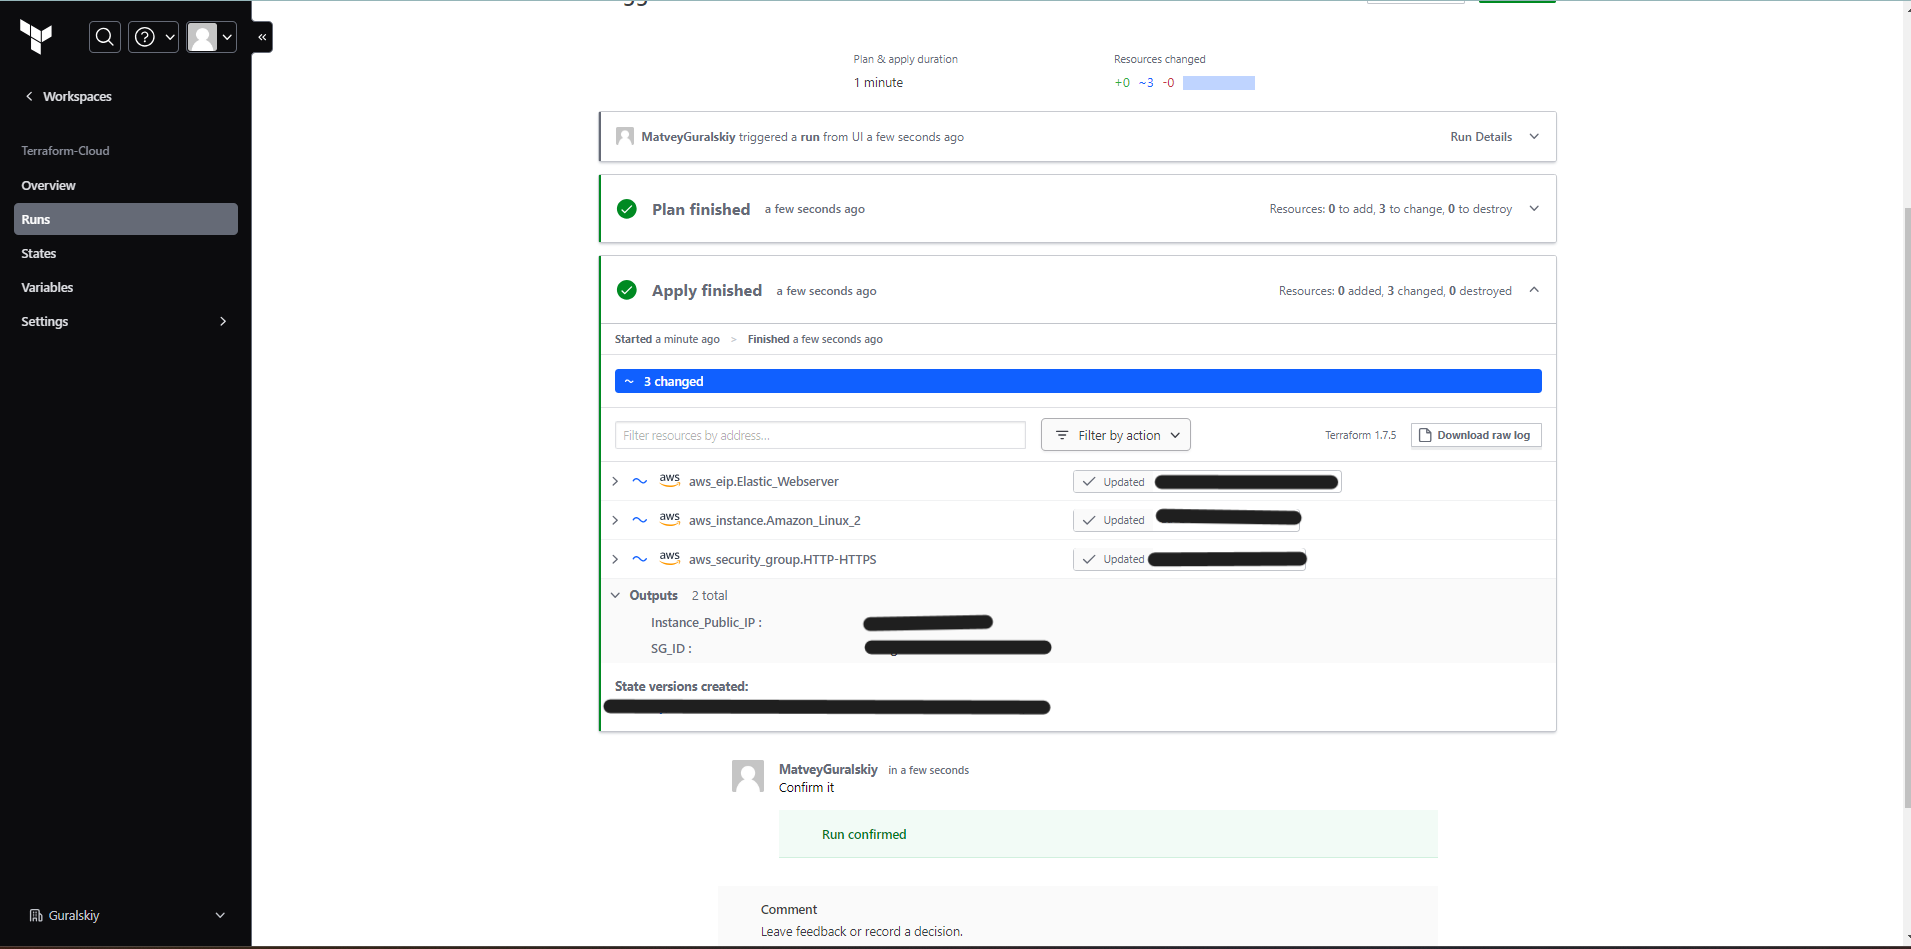 Workspaces
Terraform-Cloud
Overview
Runs
States
Variables
Settings
Guralskiy
Plan & apply duration
1 minute
Resources changed
+0 ~3 -0
MatveyGuralskiy triggered a run from UI a few seconds ago
Run Details
Plan finished a few seconds ago
Resources: 0 to add, 3 to change, 0 to destroy
Apply finished a few seconds ago
Resources: 0 added, 3 changed, 0 destroyed
Started a minute ago > Finished a few seconds ago
~ 3 changed
Filter resources by address...
Filter by action
Terraform 1.7.5
Download raw log
aws aws_eip.Elastic_Webserver
Updated
aws aws_instance.Amazon_Linux_2
Updated
aws aws_security_group.HTTP-HTTPS
Updated
Outputs 2 total
Instance_Public_IP :
SG_ID :
State versions created:
MatveyGuralskiy in a few seconds
Confirm it
Run confirmed
Comment
Leave feedback or record a decision.